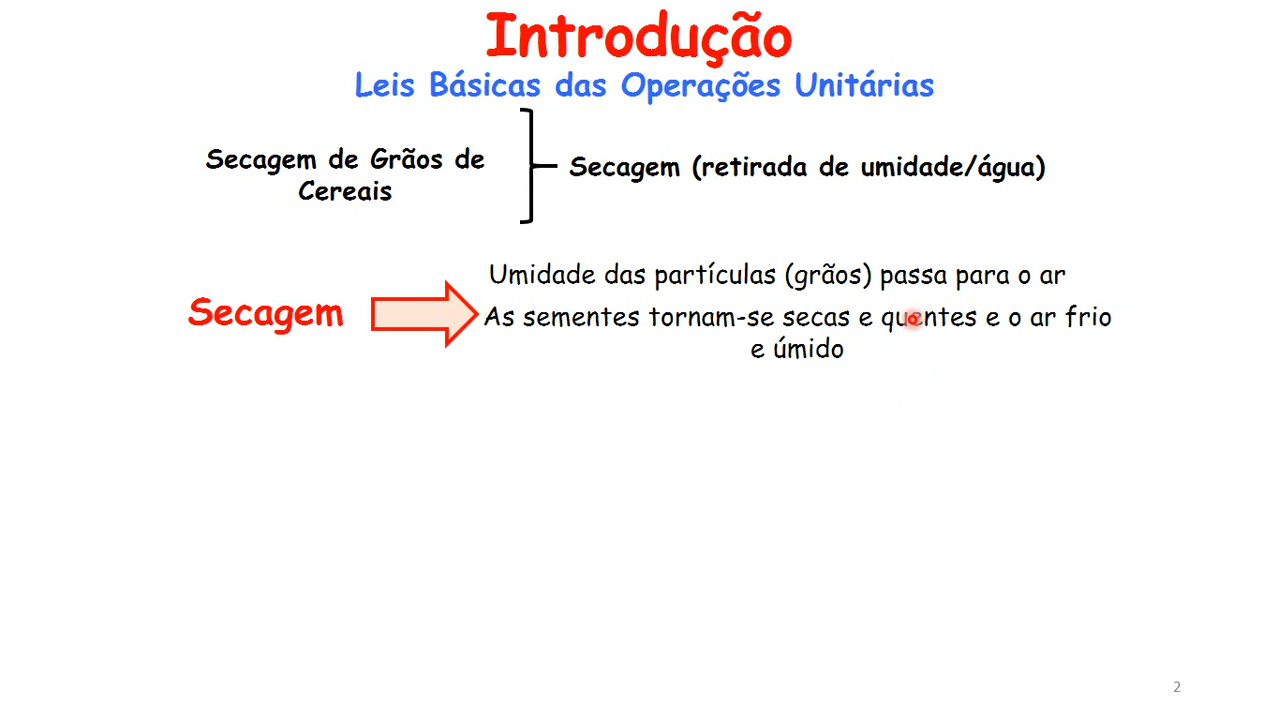 Introdução
Leis Básicas das Operações Unitárias
Secagem de Grãos de
Cereais
Secagem (retirada de umidade/água)
Umidade das partículas (grãos) passa para o ar
Secagem
As sementes tornam-se secas e quentes e o ar frio
e úmido
2